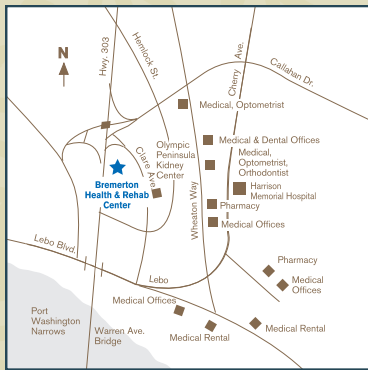 N
Hwy. 303
Hemlock St.
Cherry Ave.
Callahan Dr.
Medical, Optometrist
Medical & Dental Offices
Olympic
Peninsula
Kidney
Center
Clare Ave.
Medical,
Optometrist,
Orthodontist
Bremerton
Health & Rehab
Center
Wheaton Way
Harrison
Memorial Hospital
Pharmacy
Medical Offices
Lebo Blvd.
Lebo
Pharmacy
Medical
Offices
Medical Offices
Port
Washington
Narrows
Warren Ave.
Bridge
Medical Rental
Medical Rental